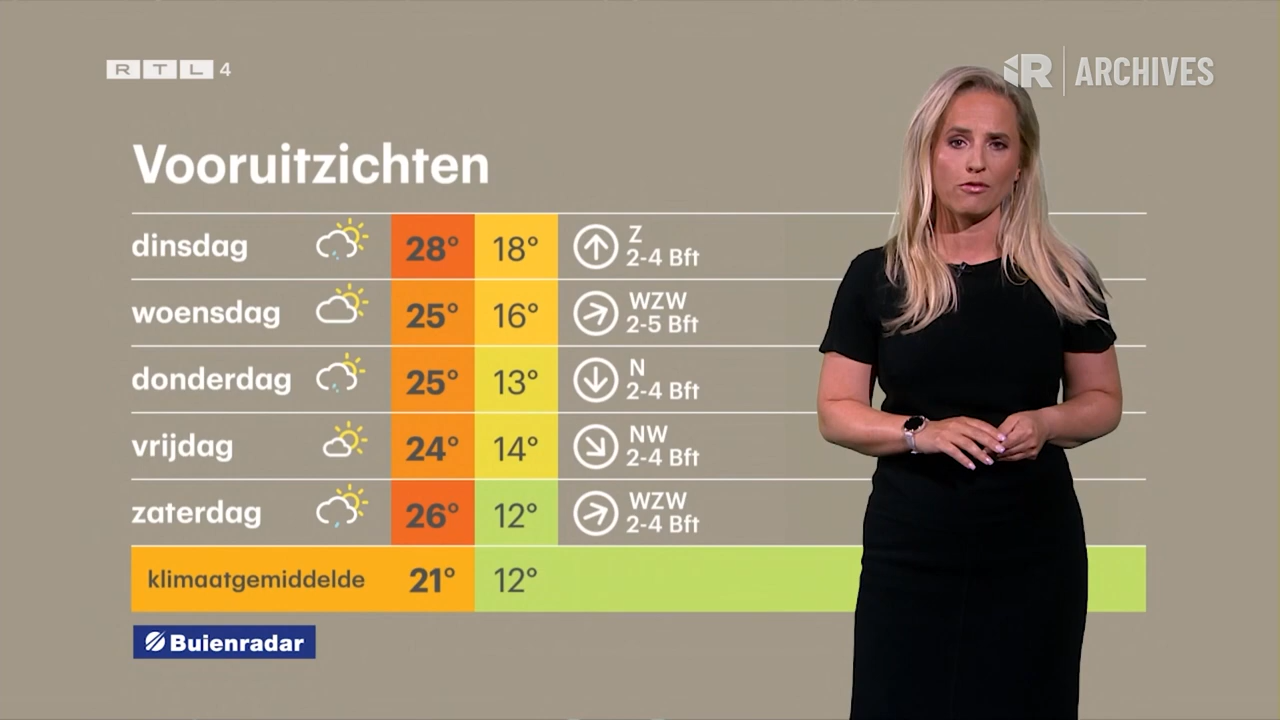 RTL 4
R ARCHIVES
Vooruitzichten
dinsdag 28° 18° Z 2-4 Bft
woensdag 25° 16° WZW 2-5 Bft
donderdag 25° 13° N 2-4 Bft
vrijdag 24° 14° NW 2-4 Bft
zaterdag 26° 12° WZW 2-4 Bft
klimaatgemiddelde 21° 12°
Buienradar